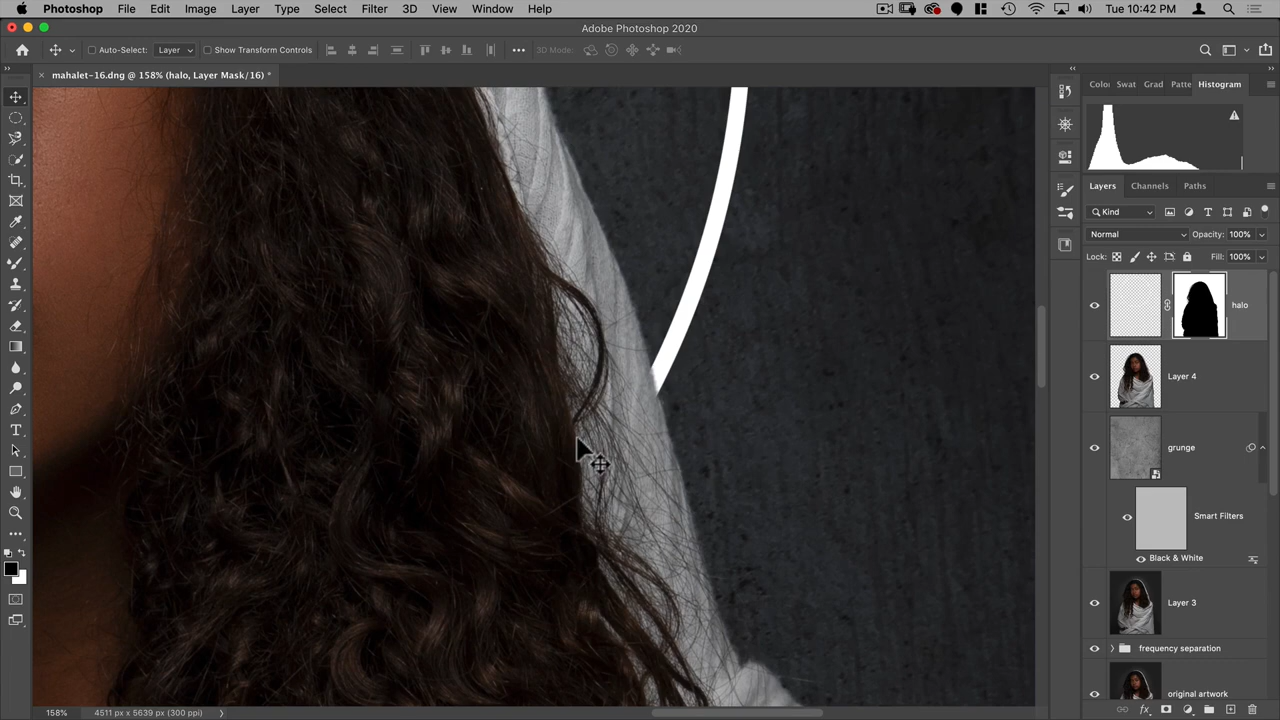 Photoshop File Edit Image Layer Type Select Filter 3D View Window Help Tue 10:42 PM
Adobe Photoshop 2020
Auto-Select: Layer Show Transform Controls 3D Mode:
mahalet-16.dng @ 158% (halo, Layer Mask/16) *
Colo Swat Grad Patte Histogram
Layers Channels Paths
Kind
Normal Opacity: 100%
Lock: Fill: 100%
halo
Layer 4
grunge
Smart Filters
Black & White
Layer 3
frequency separation
original artwork
158% 4511 px x 5639 px (300 ppi)